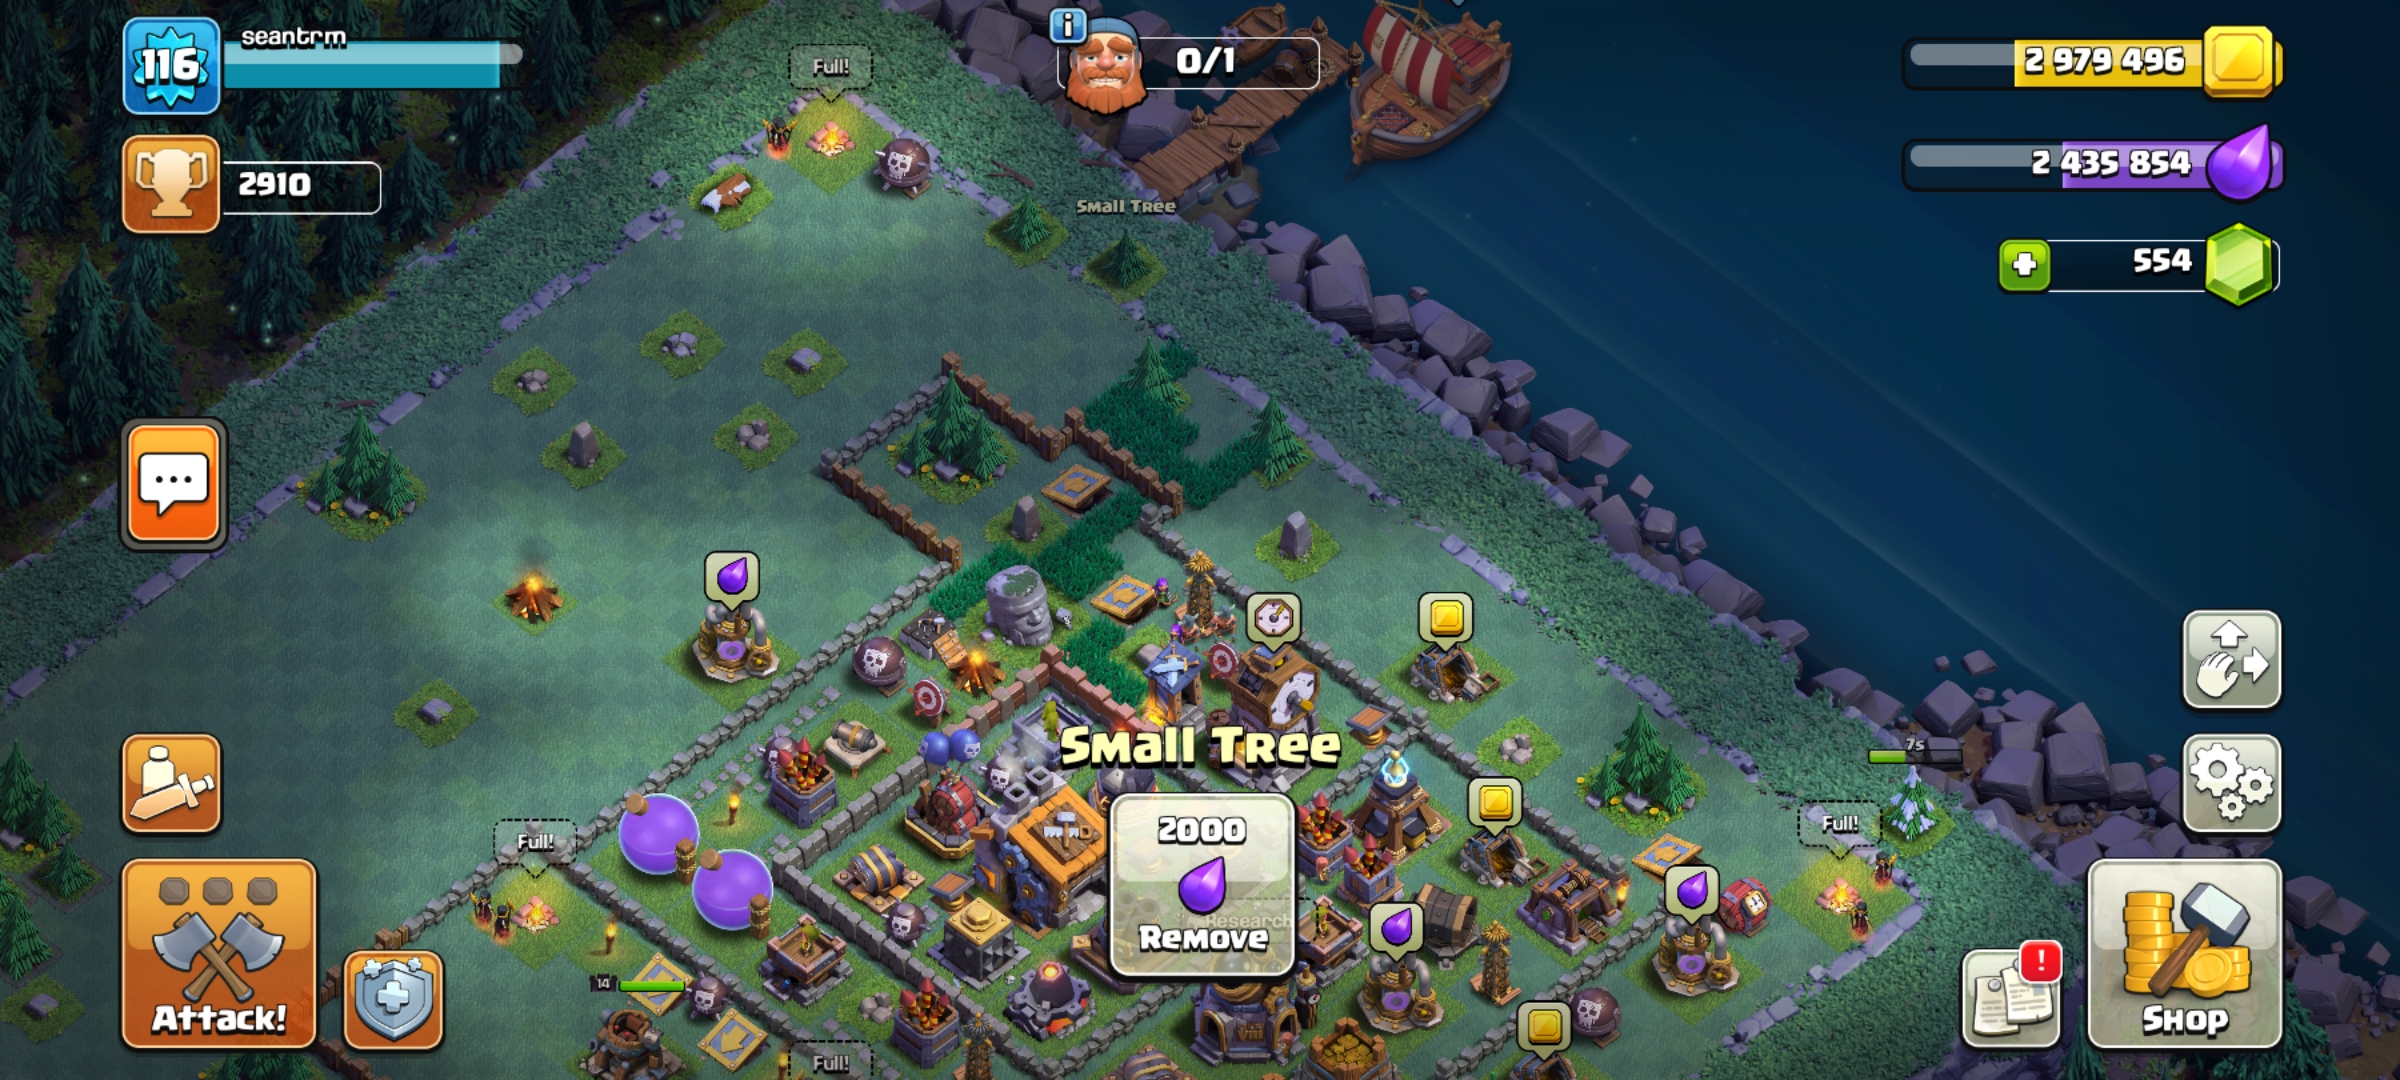 116
seantrm
Full!
i
0/1
2 979 496
2910
Small Tree
2 435 854
554
7s
Small Tree
Full!
2000
Full!
Research
Remove
!
14
Attack!
Shop
Full!